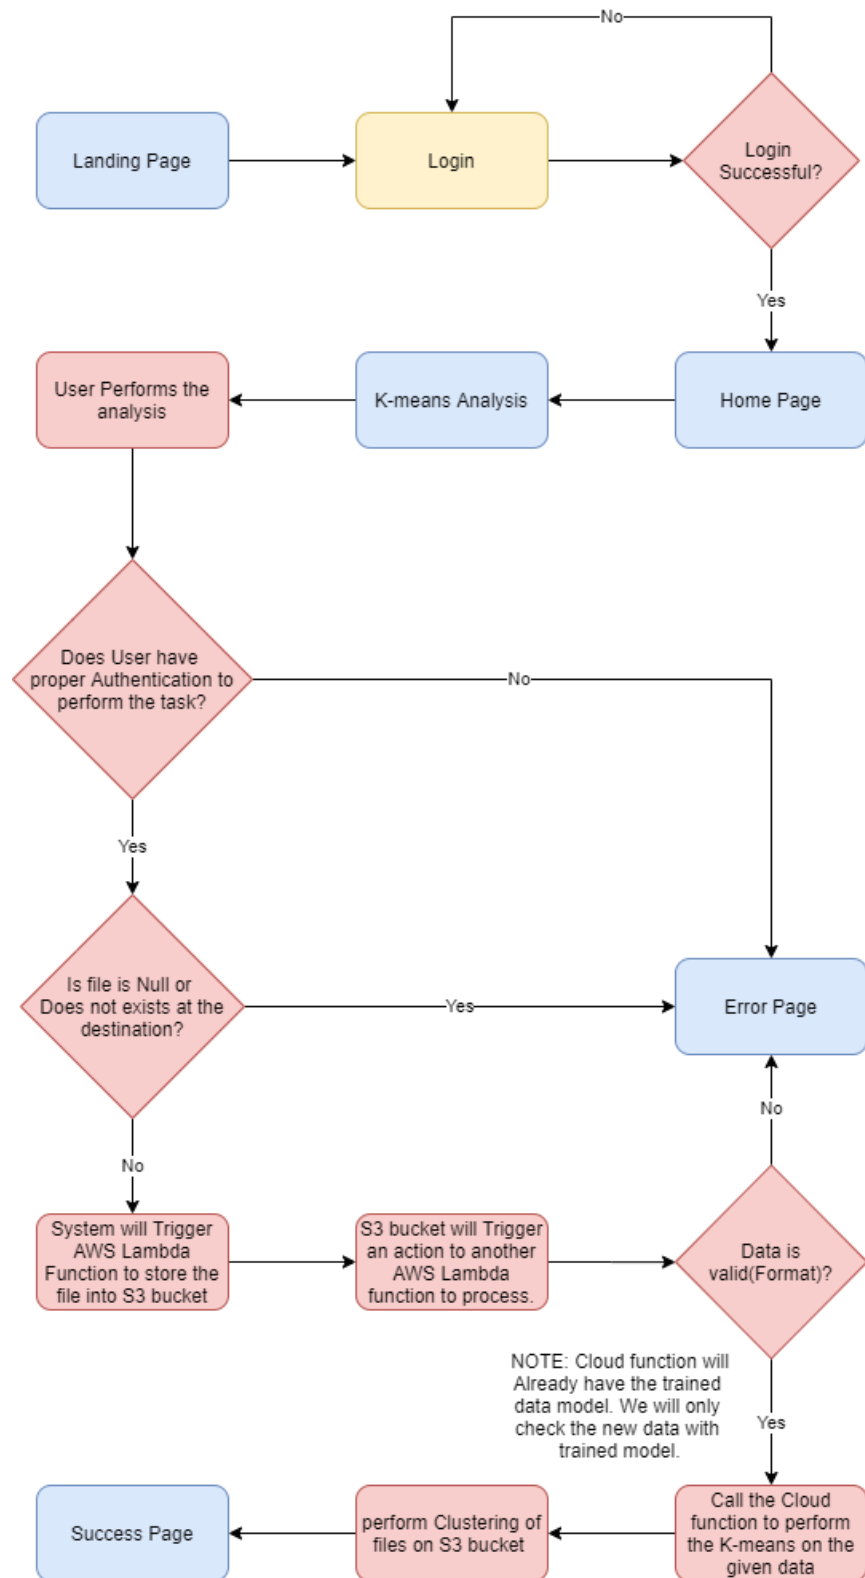 No
Landing Page
Login
Login
Successful?
Yes
User Performs the
analysis
K-means Analysis
Home Page
Does User have
proper Authentication to
perform the task?
No
Yes
Is file is Null or
Does not exists at the
destination?
Yes
Error Page
No
No
System will Trigger
AWS Lambda
Function to store the
file into S3 bucket
S3 bucket will Trigger
an action to another
AWS Lambda
function to process.
Data is
valid(Format)?
NOTE: Cloud function will
Already have the trained
data model. We will only
check the new data with
trained model.
Yes
Success Page
perform Clustering of
files on S3 bucket
Call the Cloud
function to perform
the K-means on the
given data